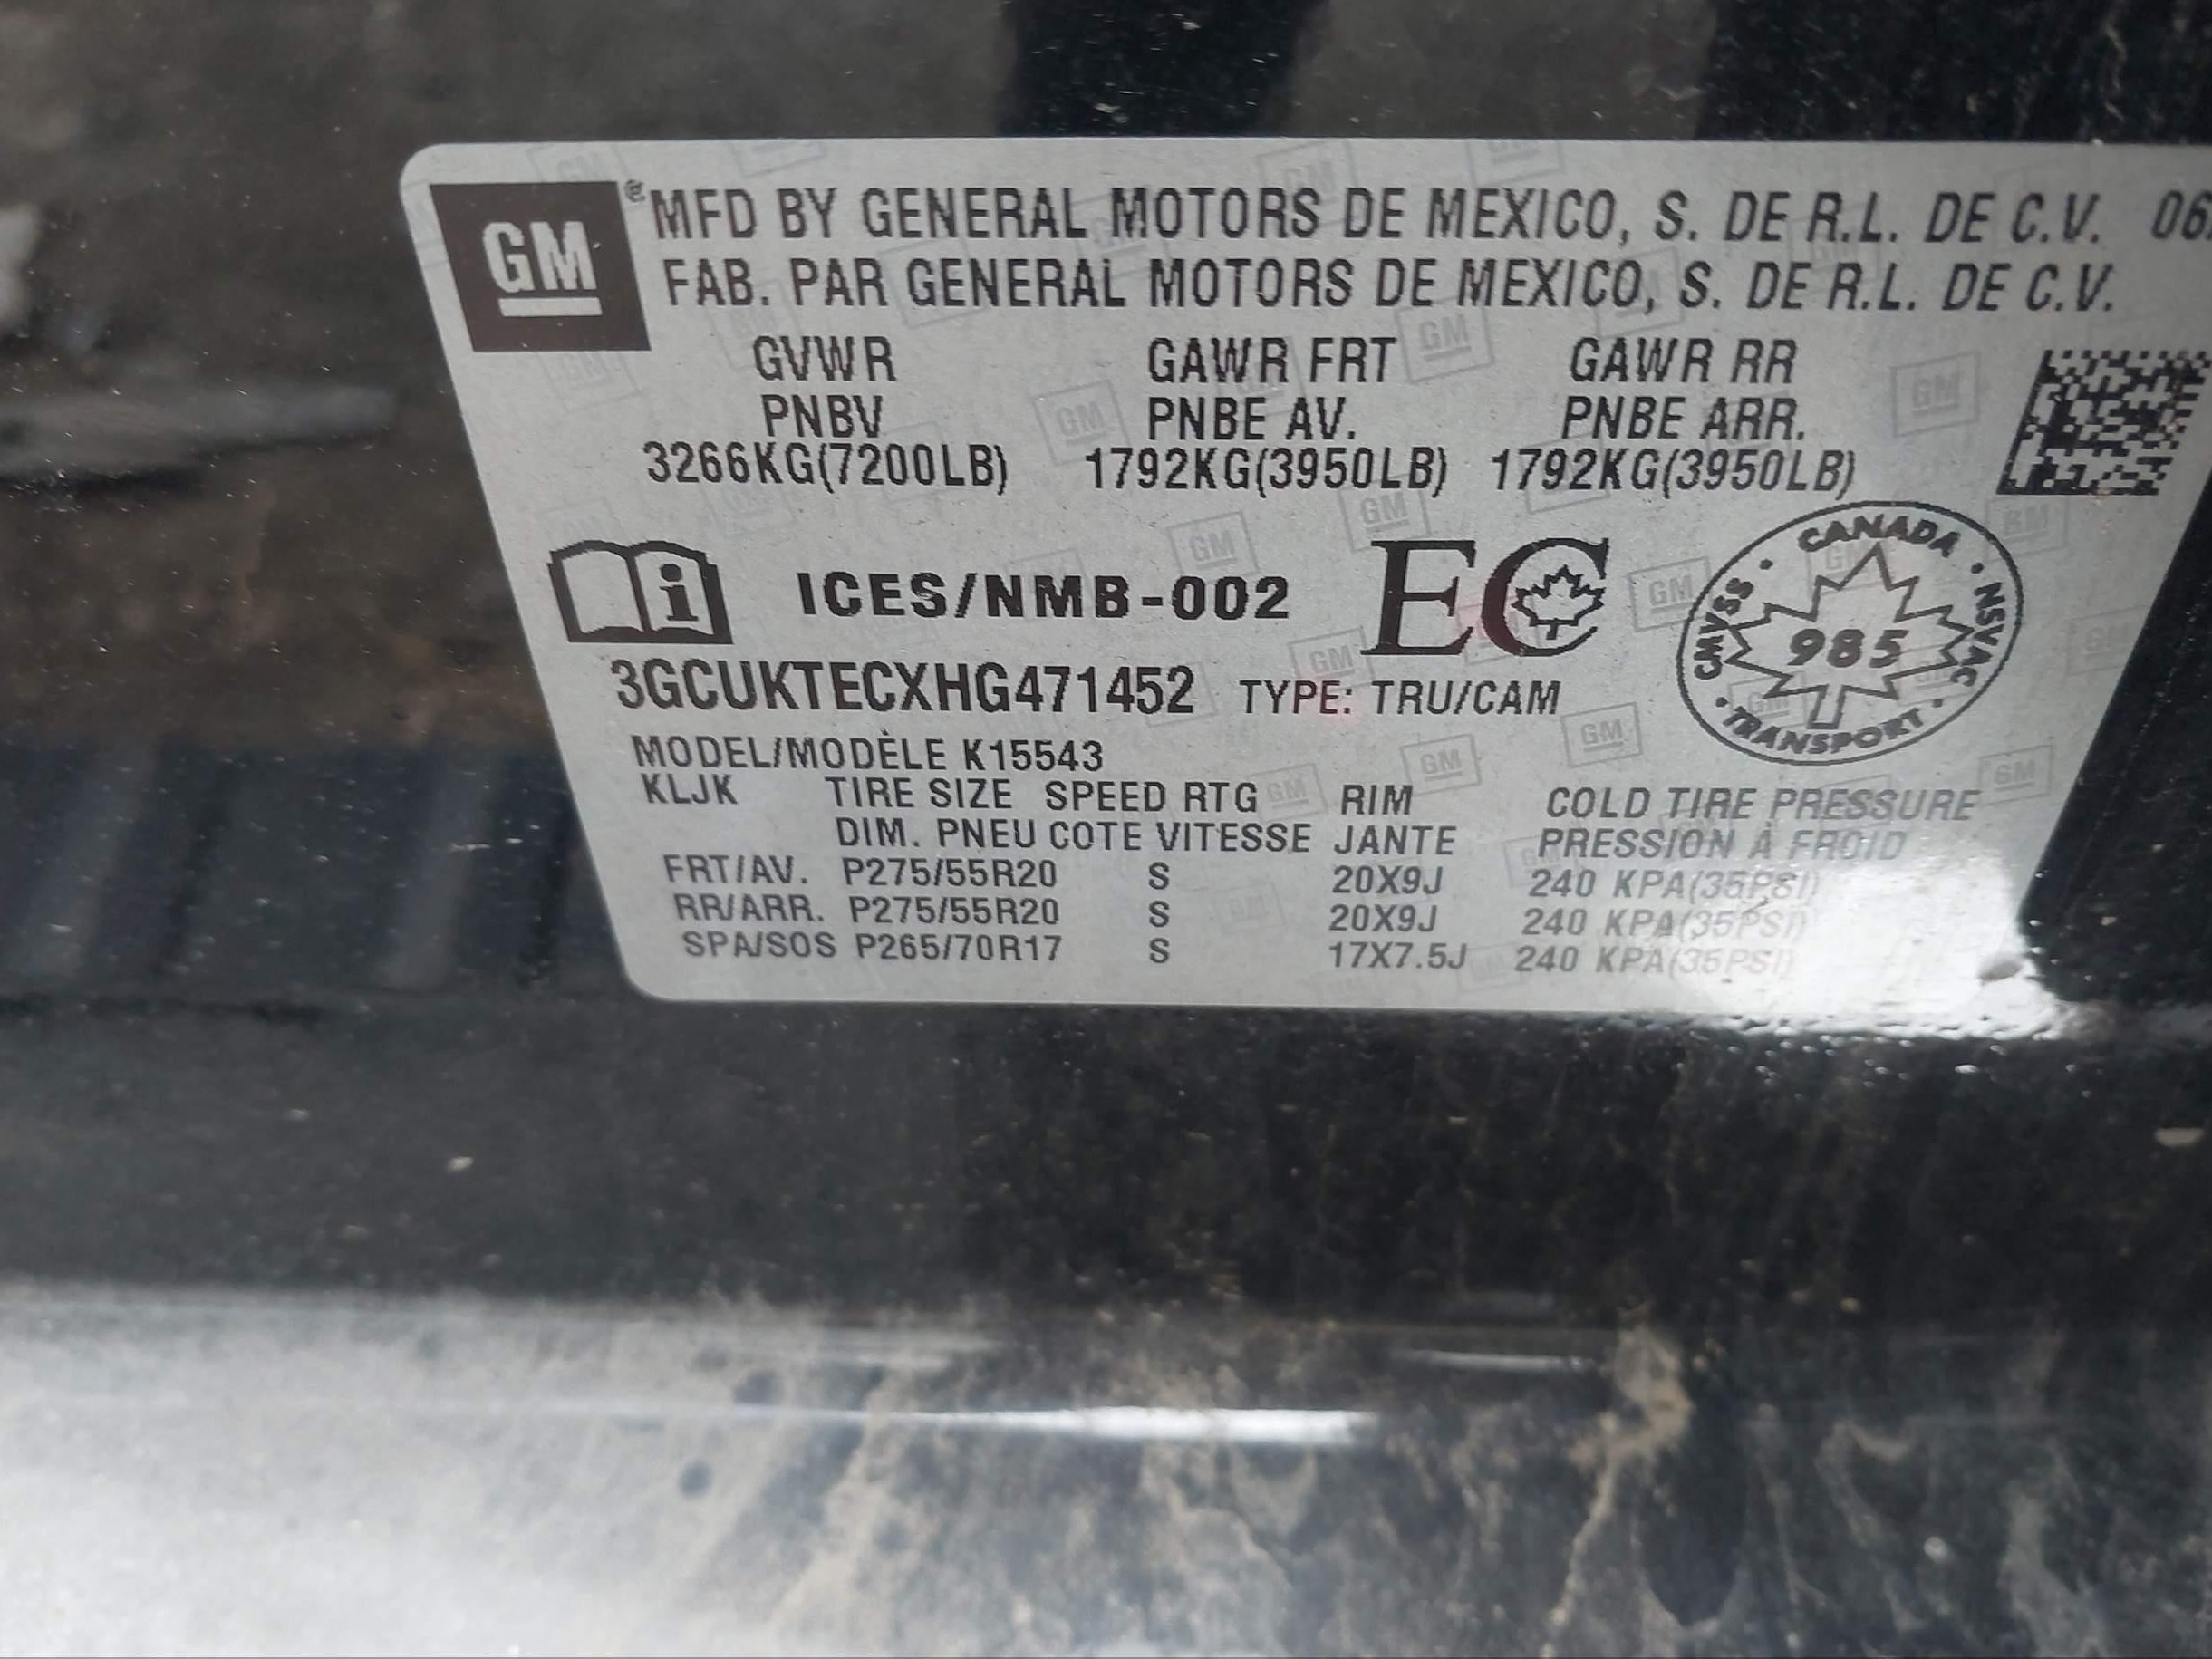 GM
® MFD BY GENERAL MOTORS DE MEXICO, S. DE R.L. DE C.V. 06
FAB. PAR GENERAL MOTORS DE MEXICO, S. DE R.L. DE C.V.
GVWR GAWR FRT GAWR RR
PNBV PNBE AV. PNBE ARR.
3266KG(7200LB) 1792KG(3950LB) 1792KG(3950LB)
i ICES/NMB-002 EC
CANADA · NSVAC · TRANSPORT · CMVSS ·
985
3GCUKTECXHG471452 TYPE: TRU/CAM
MODEL/MODÈLE K15543
KLJK TIRE SIZE SPEED RTG RIM COLD TIRE PRESSURE
DIM. PNEU COTE VITESSE JANTE PRESSION À FROID
FRT/AV. P275/55R20 S 20X9J 240 KPA(35PSI)
RR/ARR. P275/55R20 S 20X9J 240 KPA(35PSI)
SPA/SOS P265/70R17 S 17X7.5J 240 KPA(35PSI)